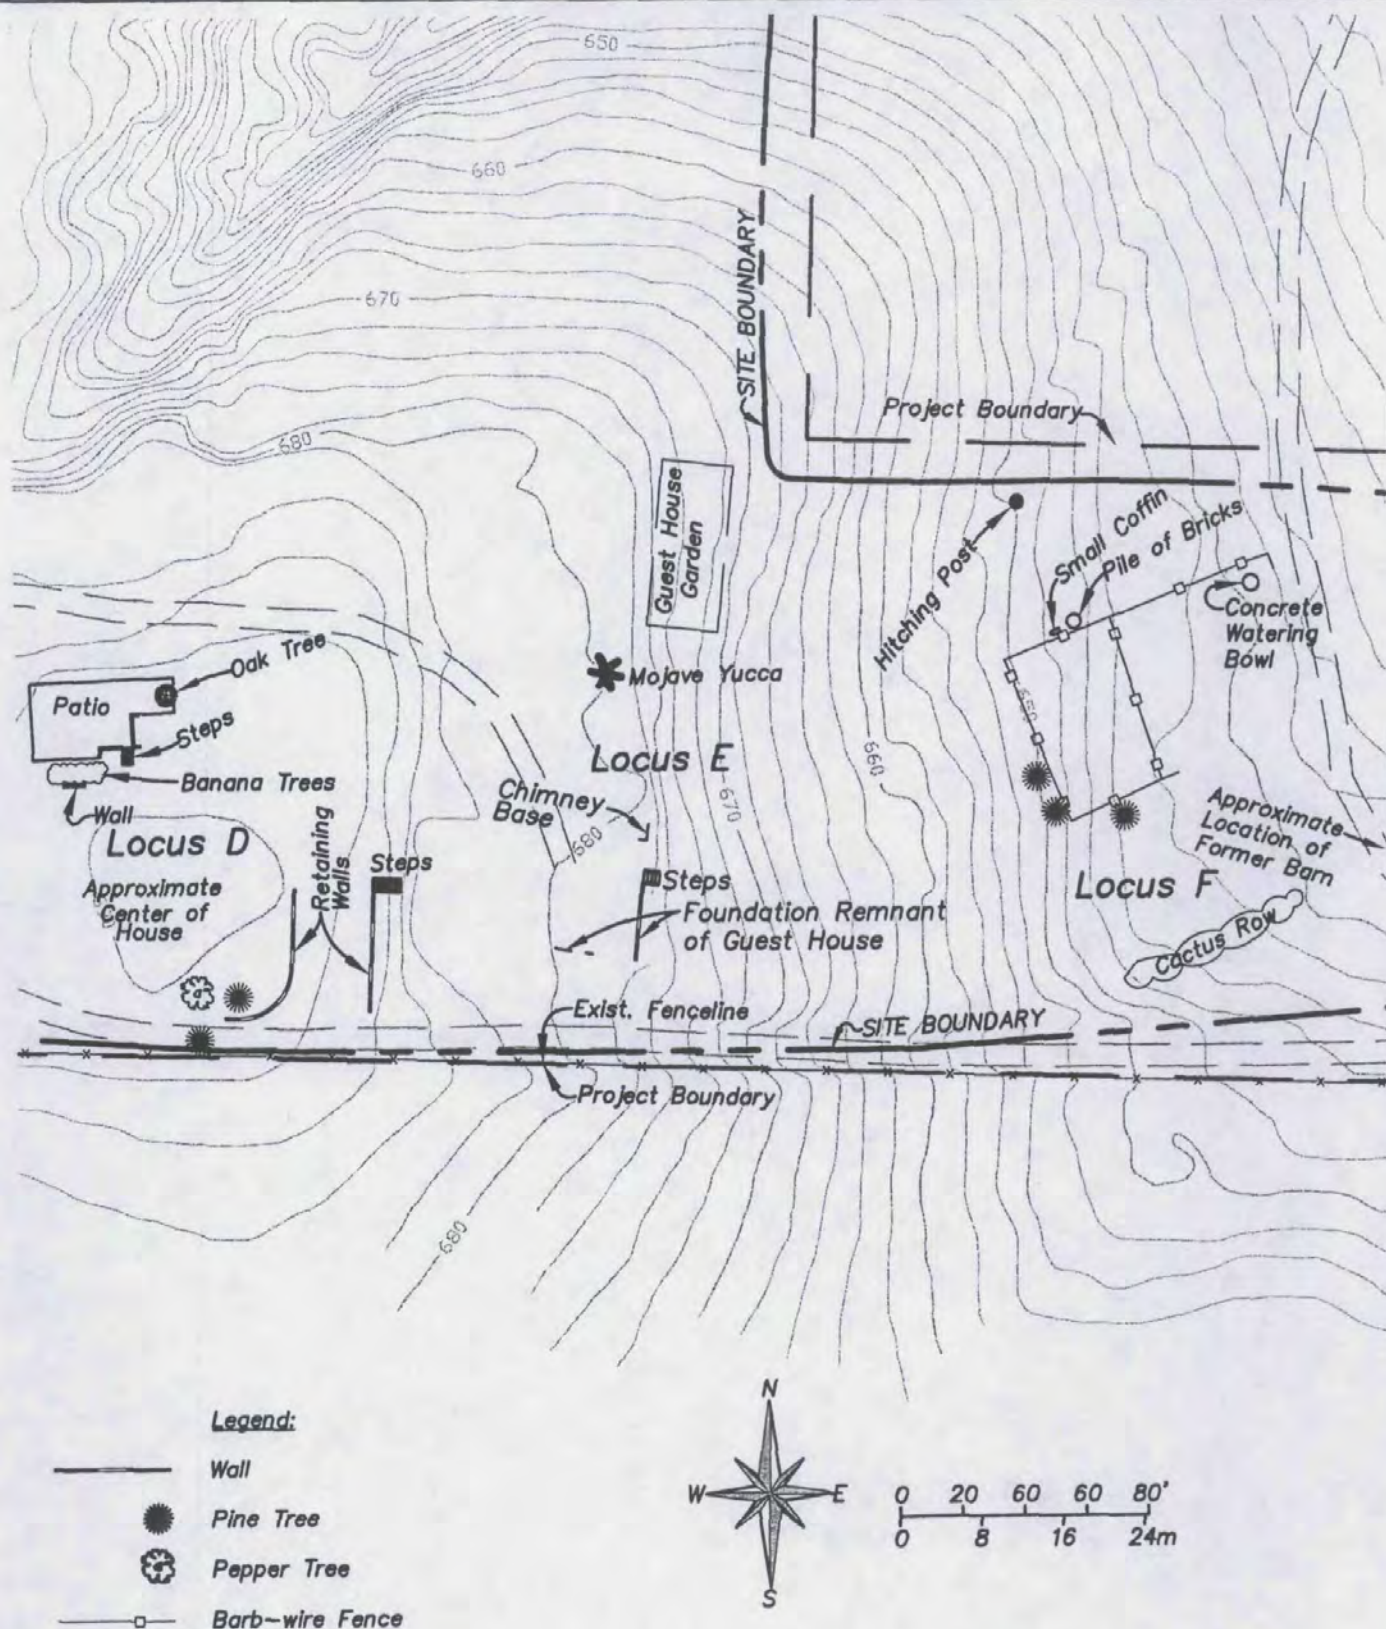 650
660
670
680
SITE BOUNDARY
Project Boundary
Guest House
Garden
Hitching Post
Small Coffin
Pile of Bricks
Concrete
Watering
Bowl
Oak Tree
Patio
Steps
Banana Trees
Wall
Locus D
Approximate
Center of
House
Retaining
Walls
Steps
Mojave Yucca
Locus E
Chimney
Base
680
670
660
650
Steps
Foundation Remnant
of Guest House
Approximate
Location of
Former Barn
Locus F
Cactus Row
Exist. Fenceline
SITE BOUNDARY
Project Boundary
680
Legend:
Wall
Pine Tree
Pepper Tree
Barb-wire Fence
N
W E
S
0 20 60 60 80'
0 8 16 24m